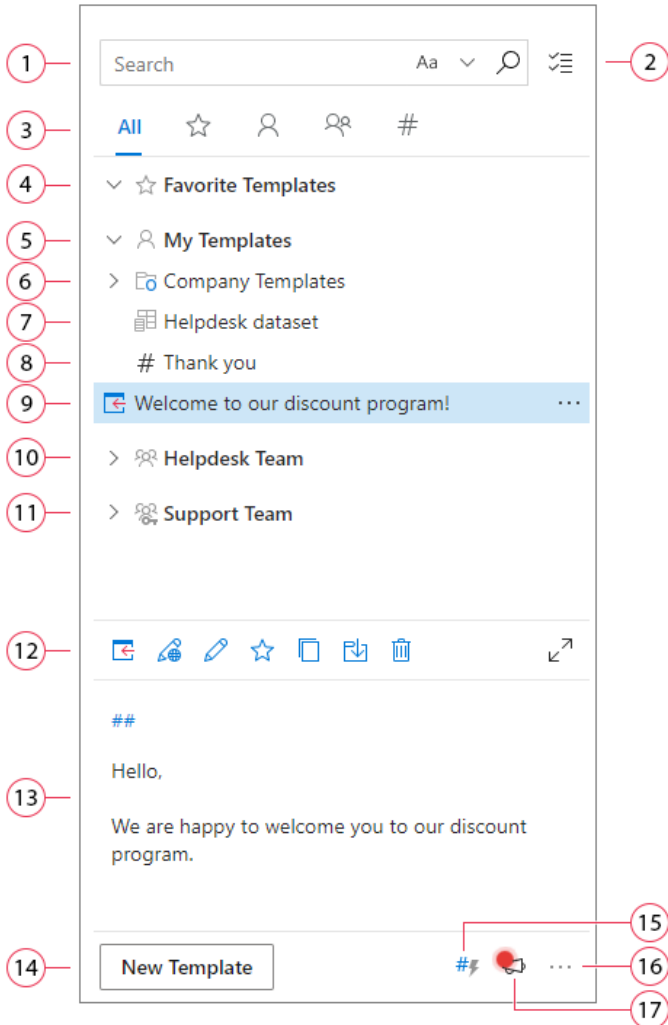 1
Search Aa
2
3
All #
4
Favorite Templates
5
My Templates
6
Company Templates
7
Helpdesk dataset
8
# Thank you
9
Welcome to our discount program! ...
10
Helpdesk Team
11
Support Team
12
##
Hello,
13
We are happy to welcome you to our discount
program.
15
14
New Template # ...
16
17